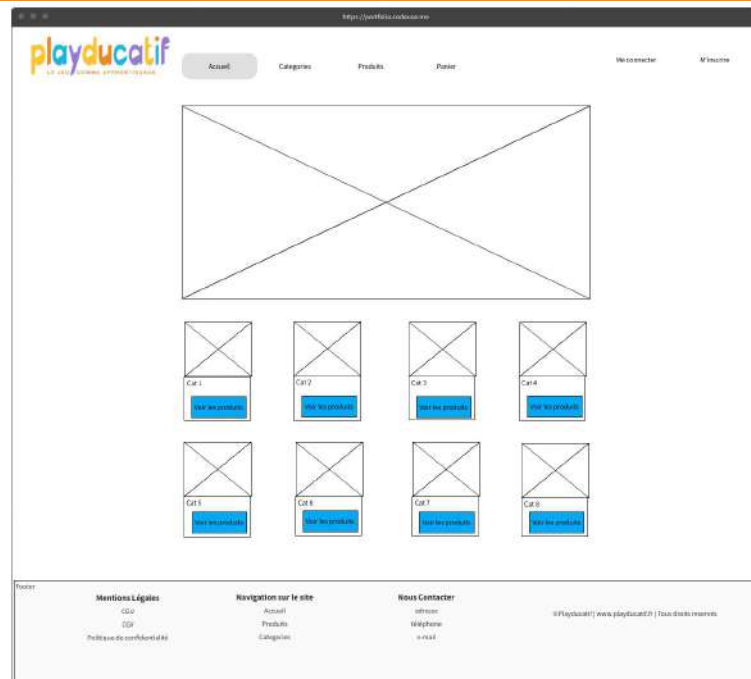 https://portfolio.codeuse.me
playducatif
LE JEU COMME APPRENTISSAGE
Accueil
Categories
Produits
Panier
Me connecter
M'inscrire
Cat 1
Cat 2
Cat 3
Cat 4
Voir les produits
Voir les produits
Voir les produits
Voir les produits
Cat 5
Cat 6
Cat 7
Cat 8
Voir les produits
Voir les produits
Voir les produits
Voir les produits
Footer
Mentions Légales
CGU
CGV
Politique de confidentialité
Navigation sur le site
Accueil
Produits
Categories
Nous Contacter
adresse
téléphone
e-mail
©Playducatif | www.playducatif.fr | Tous droits reservés